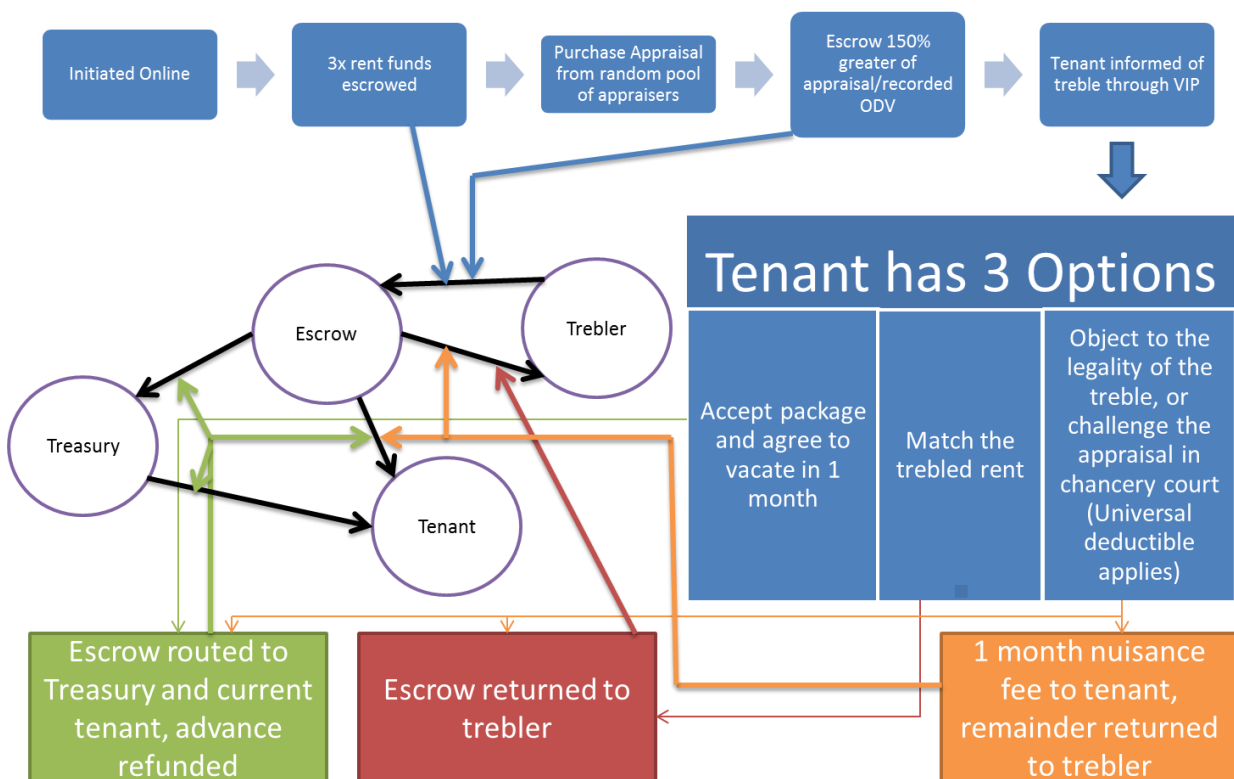 Initiated Online
3x rent funds
escrowed
Purchase Appraisal
from random pool
of appraisers
Escrow 150%
greater of
appraisal/recorded
ODV
Tenant informed of
treble through VIP
Tenant has 3 Options
Accept package
and agree to
vacate in 1
month
Match the
trebled rent
Object to the
legality of the
treble, or
challenge the
appraisal in
chancery court
(Universal
deductible
applies)
Escrow
Trebler
Treasury
Tenant
Escrow routed to
Treasury and current
tenant, advance
refunded
Escrow returned to
trebler
1 month nuisance
fee to tenant,
remainder returned
to trebler